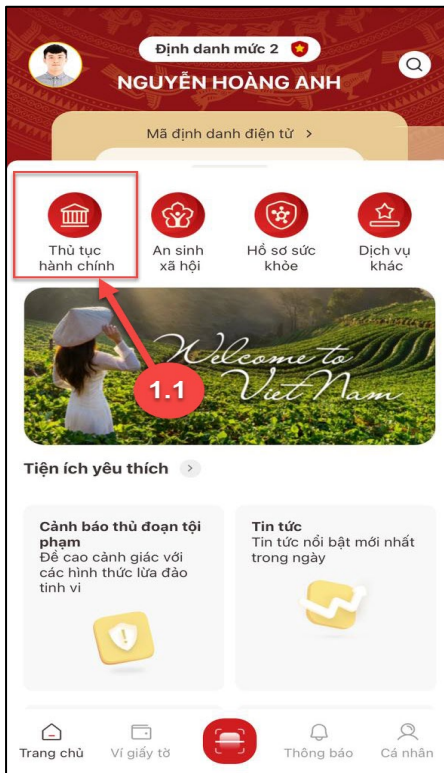 Định danh mức 2
NGUYỄN HOÀNG ANH
Mã định danh điện tử >
Thủ tục
hành chính
An sinh
xã hội
Hồ sơ sức
khỏe
Dịch vụ
khác
Welcome to
Viet Nam
1.1
Tiện ích yêu thích >
Cảnh báo thủ đoạn tội
phạm
Đề cao cảnh giác với
các hình thức lừa đảo
tinh vi
Tin tức
Tin tức nổi bật mới nhất
trong ngày
Trang chủ
Ví giấy tờ
Thông báo
Cá nhân